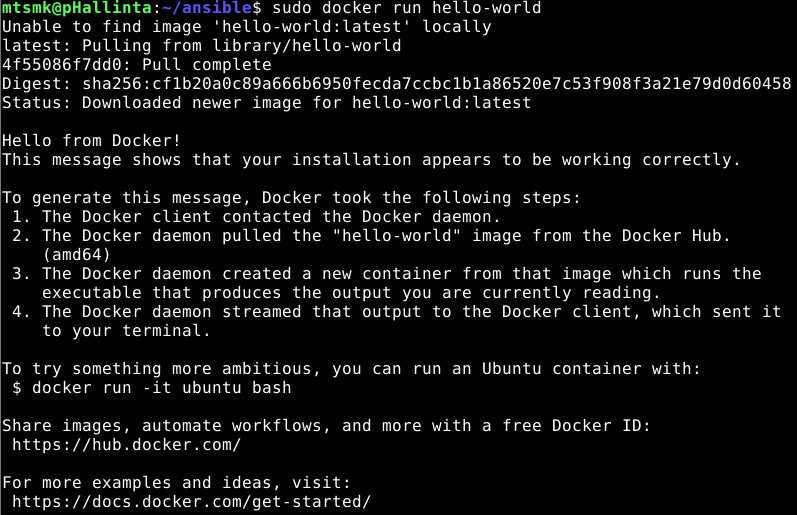 mtsmk@pHallinta:~/ansible$ sudo docker run hello-world
Unable to find image 'hello-world:latest' locally
latest: Pulling from library/hello-world
4f55086f7dd0: Pull complete
Digest: sha256:cf1b20a0c89a666b6950fecda7ccbc1b1a86520e7c53f908f3a21e79d0d60458
Status: Downloaded newer image for hello-world:latest

Hello from Docker!
This message shows that your installation appears to be working correctly.

To generate this message, Docker took the following steps:
 1. The Docker client contacted the Docker daemon.
 2. The Docker daemon pulled the "hello-world" image from the Docker Hub.
    (amd64)
 3. The Docker daemon created a new container from that image which runs the
    executable that produces the output you are currently reading.
 4. The Docker daemon streamed that output to the Docker client, which sent it
    to your terminal.

To try something more ambitious, you can run an Ubuntu container with:
 $ docker run -it ubuntu bash

Share images, automate workflows, and more with a free Docker ID:
 https://hub.docker.com/

For more examples and ideas, visit:
 https://docs.docker.com/get-started/